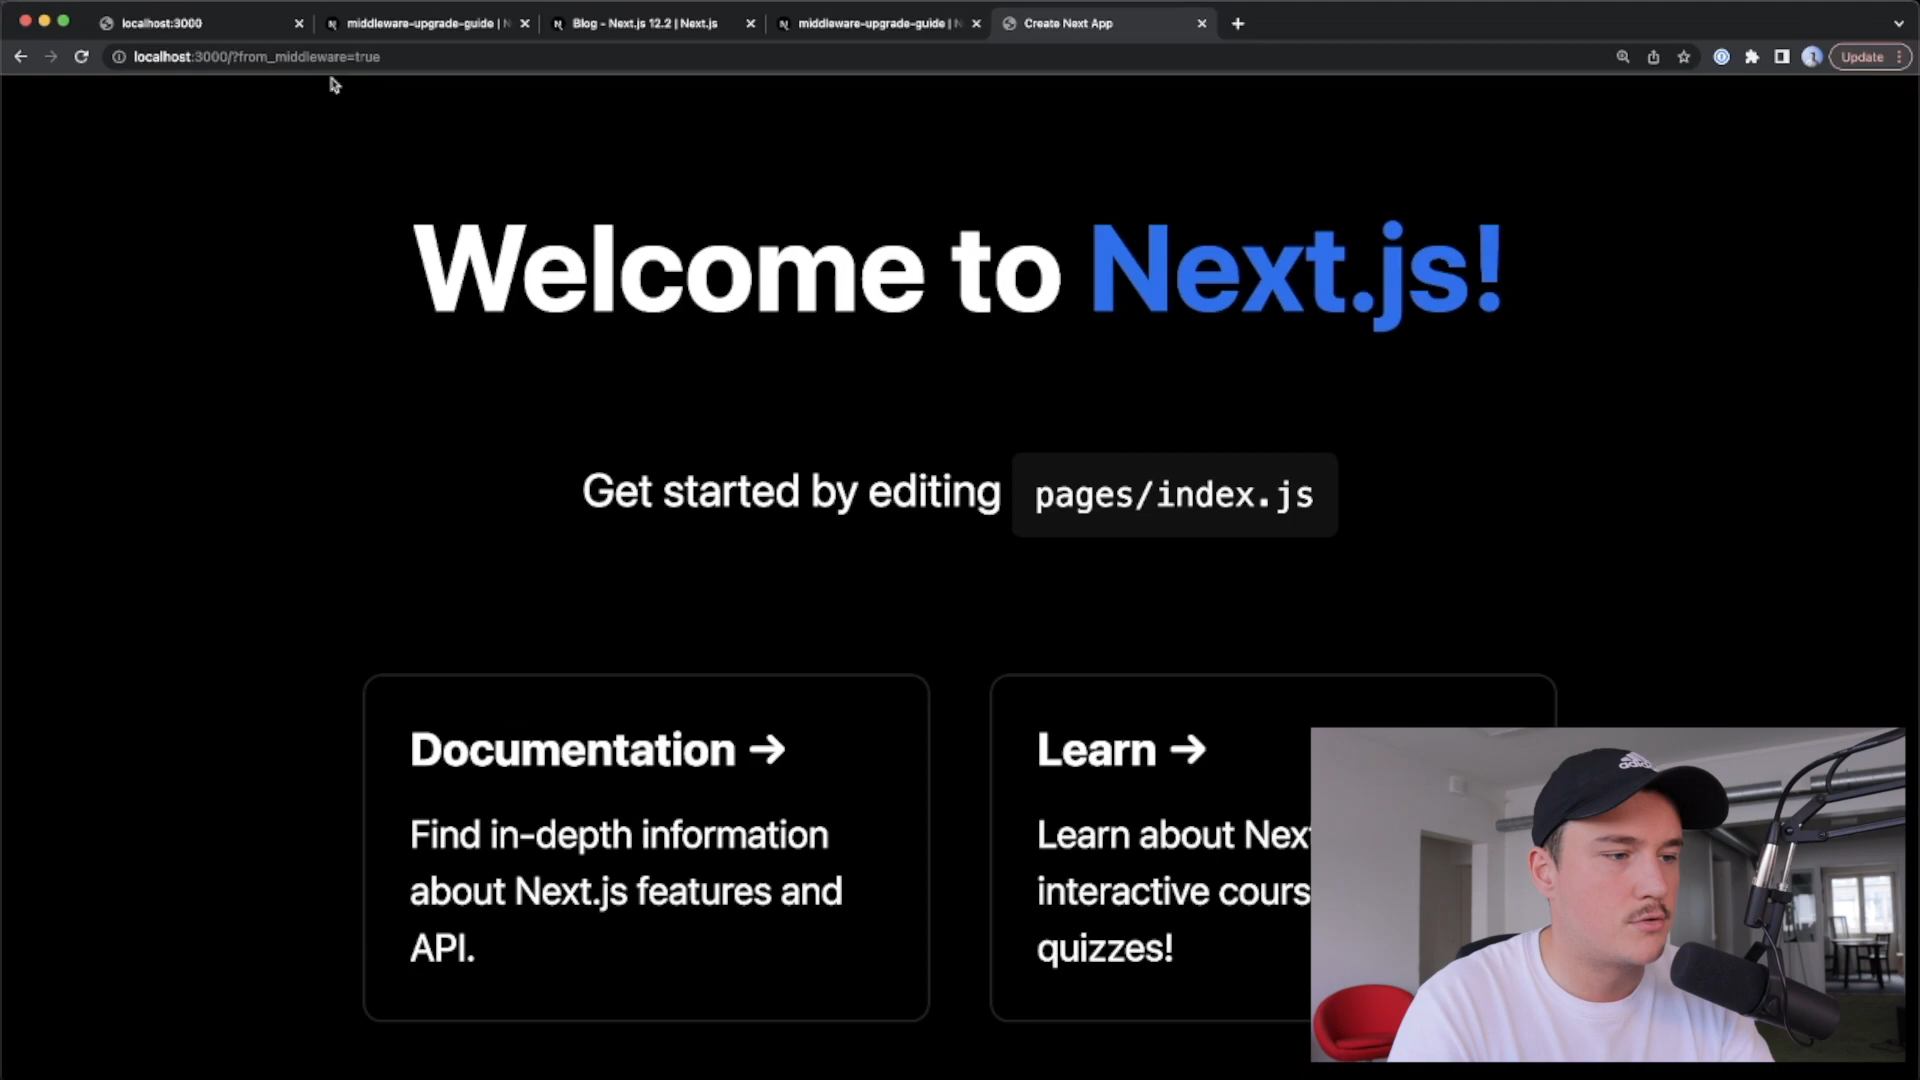 localhost:3000
middleware-upgrade-guide | N
Blog - Next.js 12.2 | Next.js
middleware-upgrade-guide | N
Create Next App
localhost:3000/?from_middleware=true
Update
Welcome to Next.js!
Get started by editing pages/index.js
Documentation →
Find in-depth information
about Next.js features and
API.
Learn →
Learn about Nex
interactive cours
quizzes!
adidas